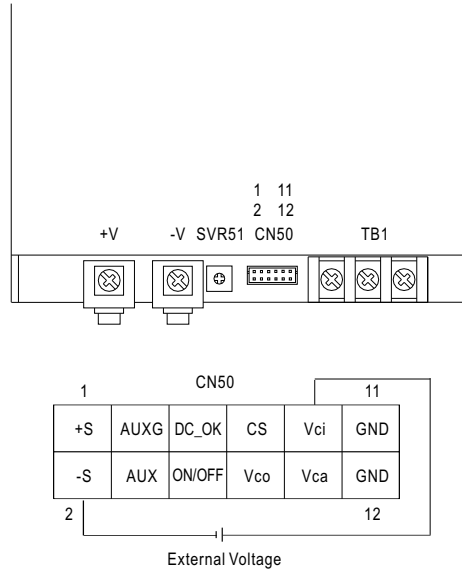 1 11
2 12
+V -V SVR51 CN50 TB1
CN50
1 11
+S AUXG DC_OK CS Vci GND
-S AUX ON/OFF Vco Vca GND
2 12
External Voltage